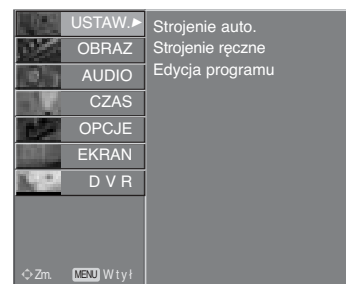 USTAW.
OBRAZ
AUDIO
CZAS
OPCJE
EKRAN
D V R
Strojenie auto.
Strojenie ręczne
Edycja programu
Zm. MENU Wtył